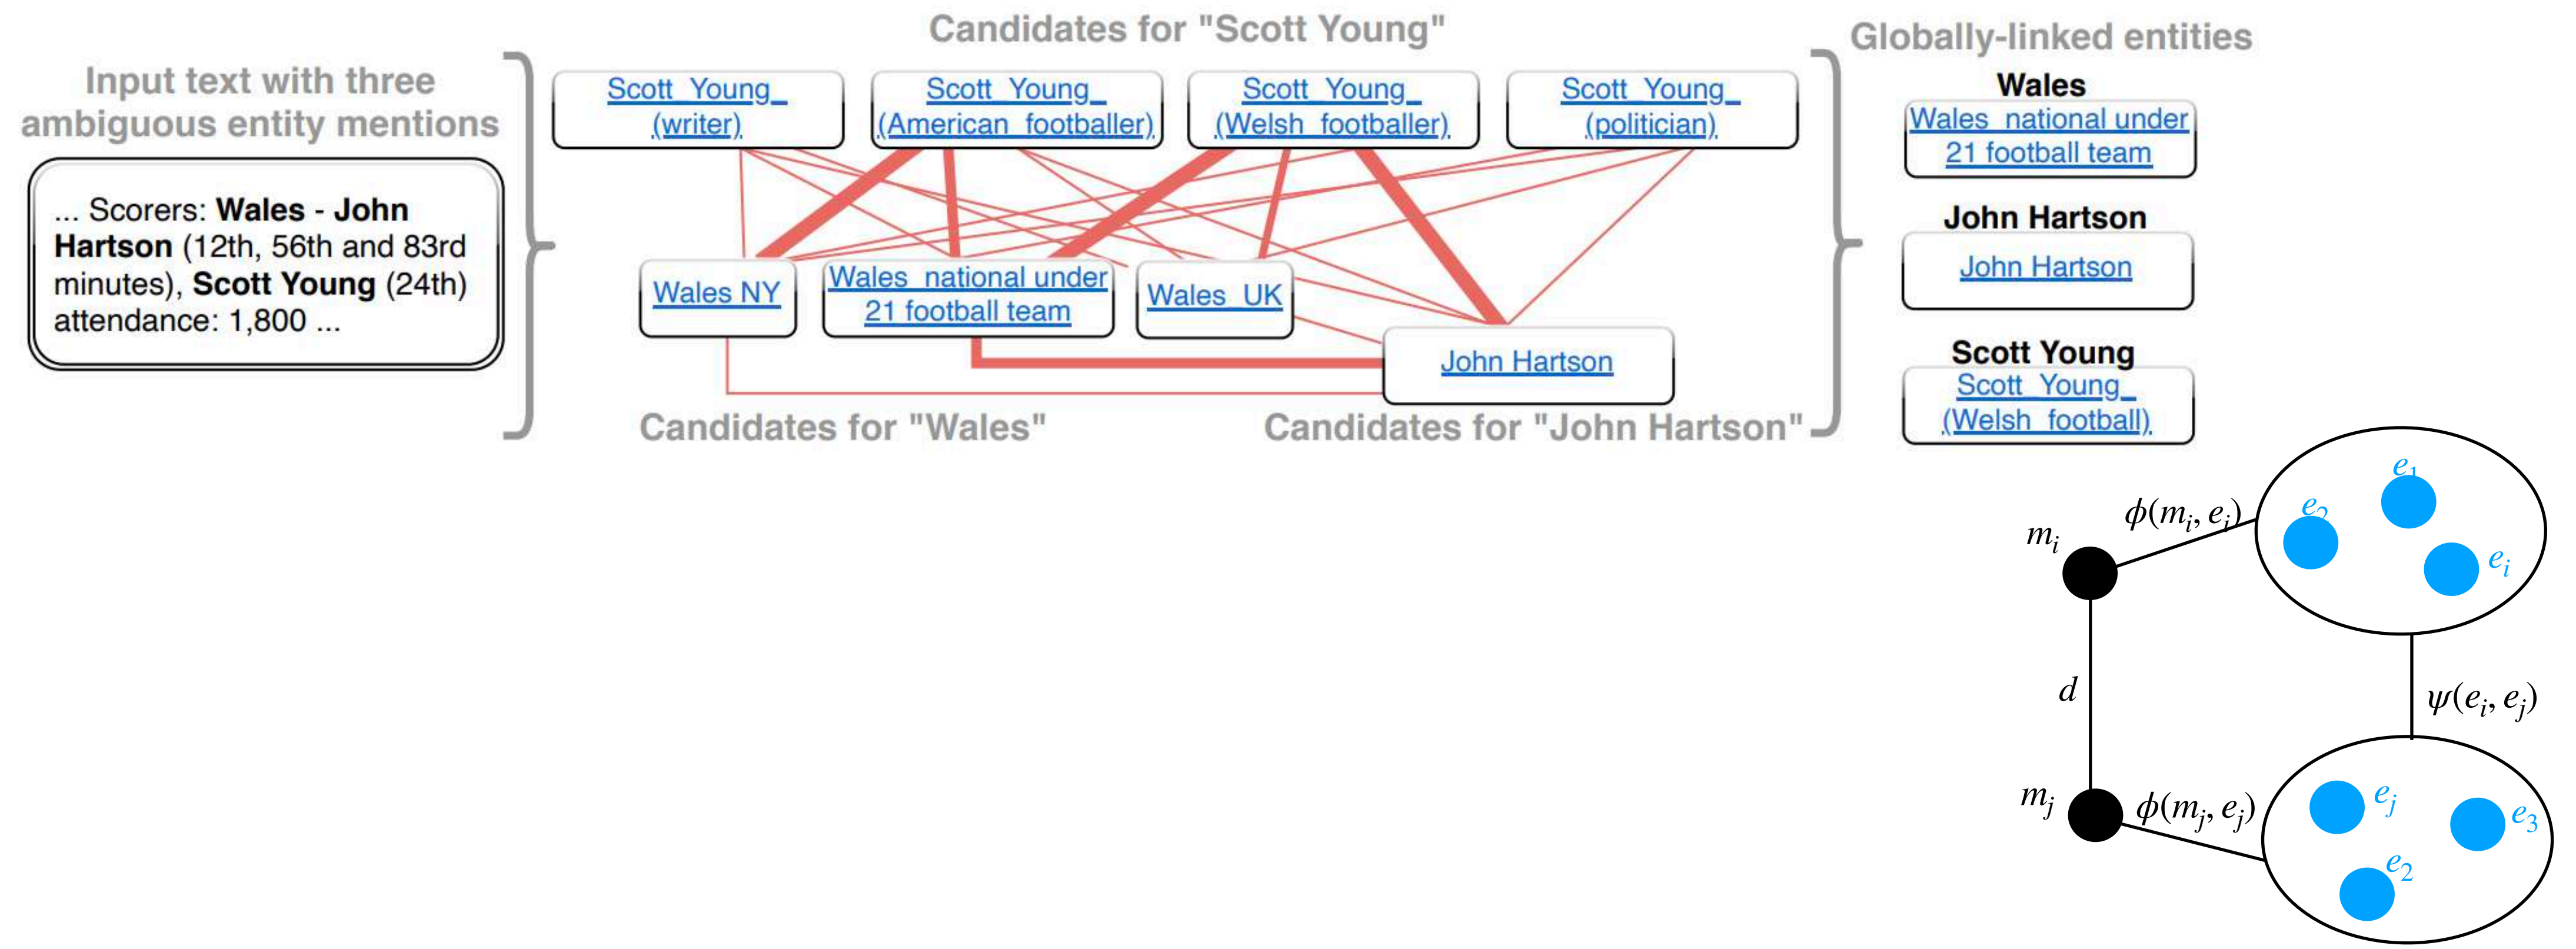 Input text with three
ambiguous entity mentions
... Scorers: Wales - John
Hartson (12th, 56th and 83rd
minutes), Scott Young (24th)
attendance: 1,800 ...
Candidates for "Scott Young"
Scott_Young_
(writer)
Scott_Young_
(American_footballer)
Scott_Young_
(Welsh_footballer)
Scott_Young_
(politician)
Wales NY
Wales_national under
21 football team
Wales_UK
John Hartson
Candidates for "Wales"
Candidates for "John Hartson"
Globally-linked entities
Wales
Wales_national under
21 football team
John Hartson
John Hartson
Scott Young
Scott_Young_
(Welsh_football)
e₁
e₂
eᵢ
ϕ(mᵢ, eᵢ)
mᵢ
d
ψ(eᵢ, eⱼ)
mⱼ
ϕ(mⱼ, eⱼ)
eⱼ
e₃
e₂